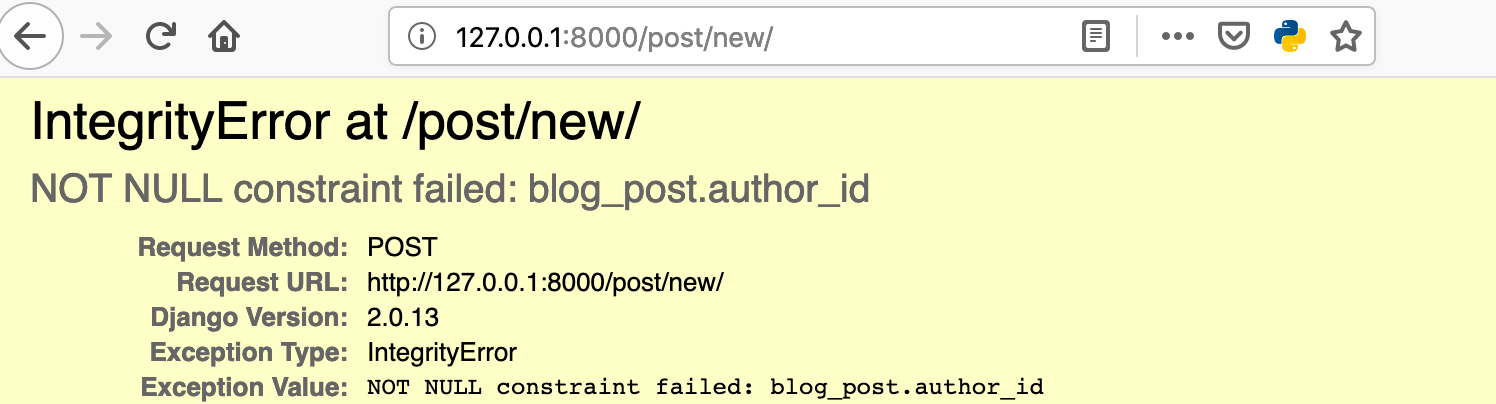 127.0.0.1:8000/post/new/
IntegrityError at /post/new/
NOT NULL constraint failed: blog_post.author_id
Request Method: POST
Request URL: http://127.0.0.1:8000/post/new/
Django Version: 2.0.13
Exception Type: IntegrityError
Exception Value: NOT NULL constraint failed: blog_post.author_id